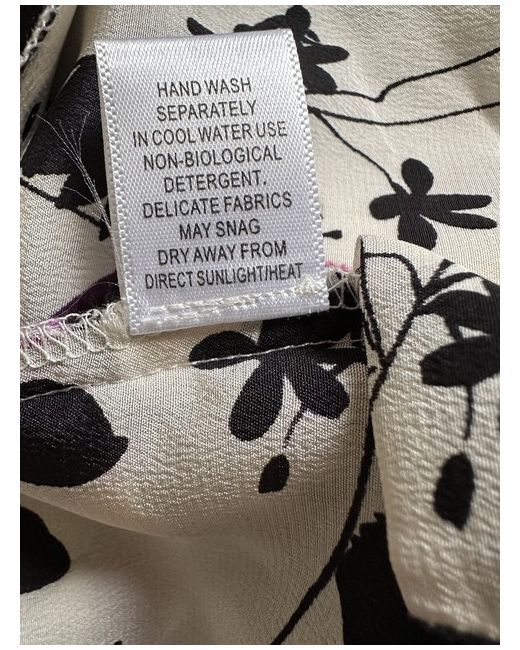 HAND WASH
SEPARATELY
IN COOL WATER USE
NON-BIOLOGICAL
DETERGENT.
DELICATE FABRICS
MAY SNAG
DRY AWAY FROM
DIRECT SUNLIGHT/HEAT